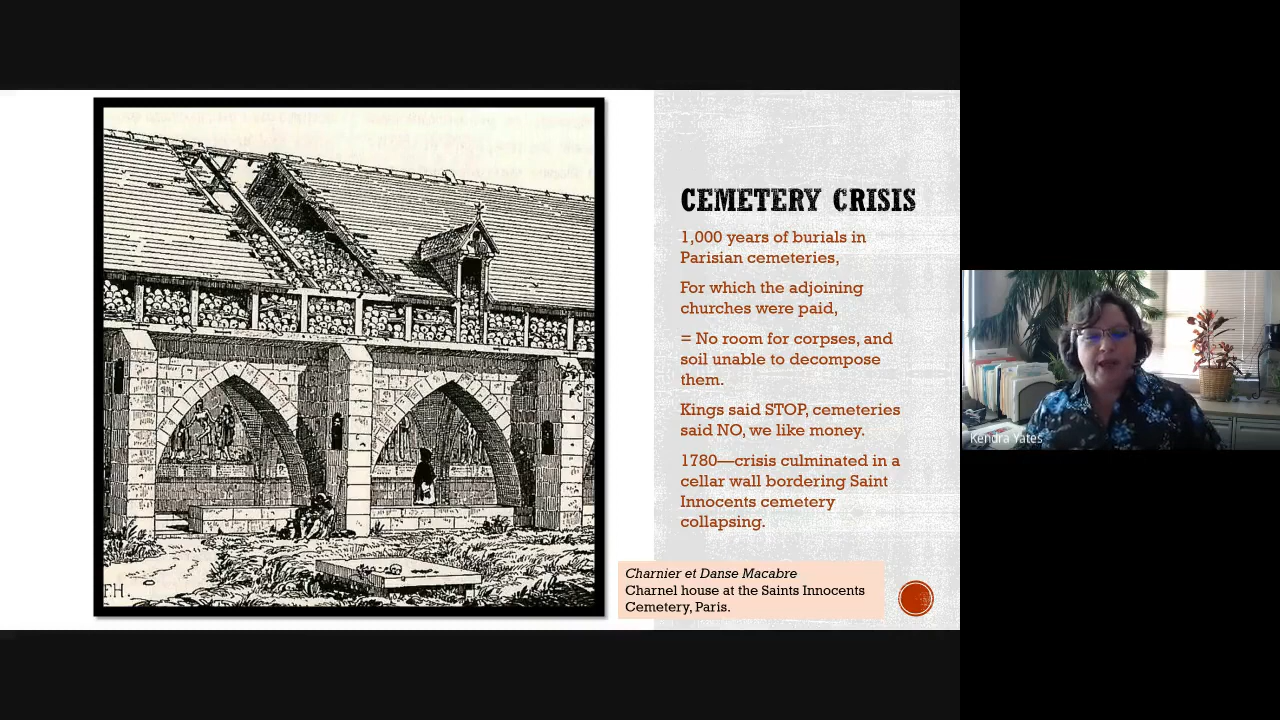 CEMETERY CRISIS
1,000 years of burials in
Parisian cemeteries,
For which the adjoining
churches were paid,
= No room for corpses, and
soil unable to decompose
them.
Kings said STOP, cemeteries
said NO, we like money.
1780—crisis culminated in a
cellar wall bordering Saint
Innocents cemetery
collapsing.
Charnier et Danse Macabre
Charnel house at the Saints Innocents
Cemetery, Paris.
F.H.
Kendra Yates